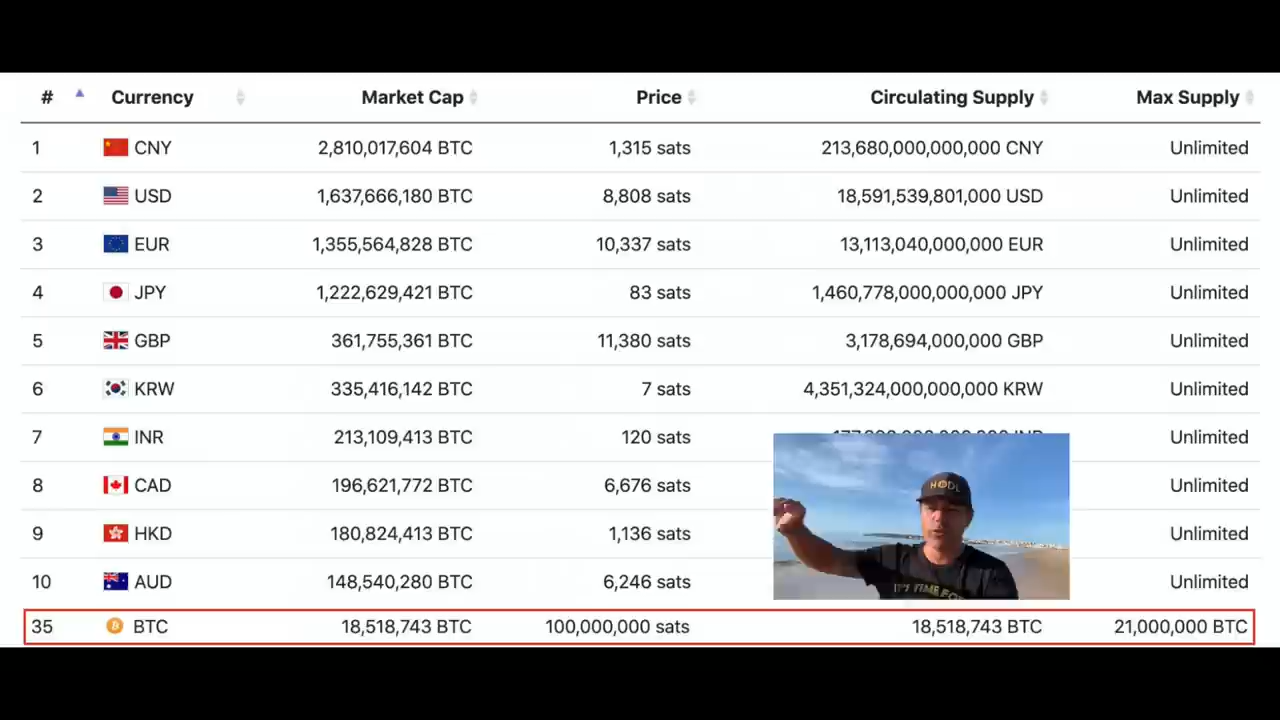 # Currency Market Cap Price Circulating Supply Max Supply
1 CNY 2,810,017,604 BTC 1,315 sats 213,680,000,000,000 CNY Unlimited
2 USD 1,637,666,180 BTC 8,808 sats 18,591,539,801,000 USD Unlimited
3 EUR 1,355,564,828 BTC 10,337 sats 13,113,040,000,000 EUR Unlimited
4 JPY 1,222,629,421 BTC 83 sats 1,460,778,000,000,000 JPY Unlimited
5 GBP 361,755,361 BTC 11,380 sats 3,178,694,000,000 GBP Unlimited
6 KRW 335,416,142 BTC 7 sats 4,351,324,000,000,000 KRW Unlimited
7 INR 213,109,413 BTC 120 sats Unlimited
8 CAD 196,621,772 BTC 6,676 sats Unlimited
HODL
9 HKD 180,824,413 BTC 1,136 sats Unlimited
10 AUD 148,540,280 BTC 6,246 sats Unlimited
IT'S TIME FOR
35 BTC 18,518,743 BTC 100,000,000 sats 18,518,743 BTC 21,000,000 BTC